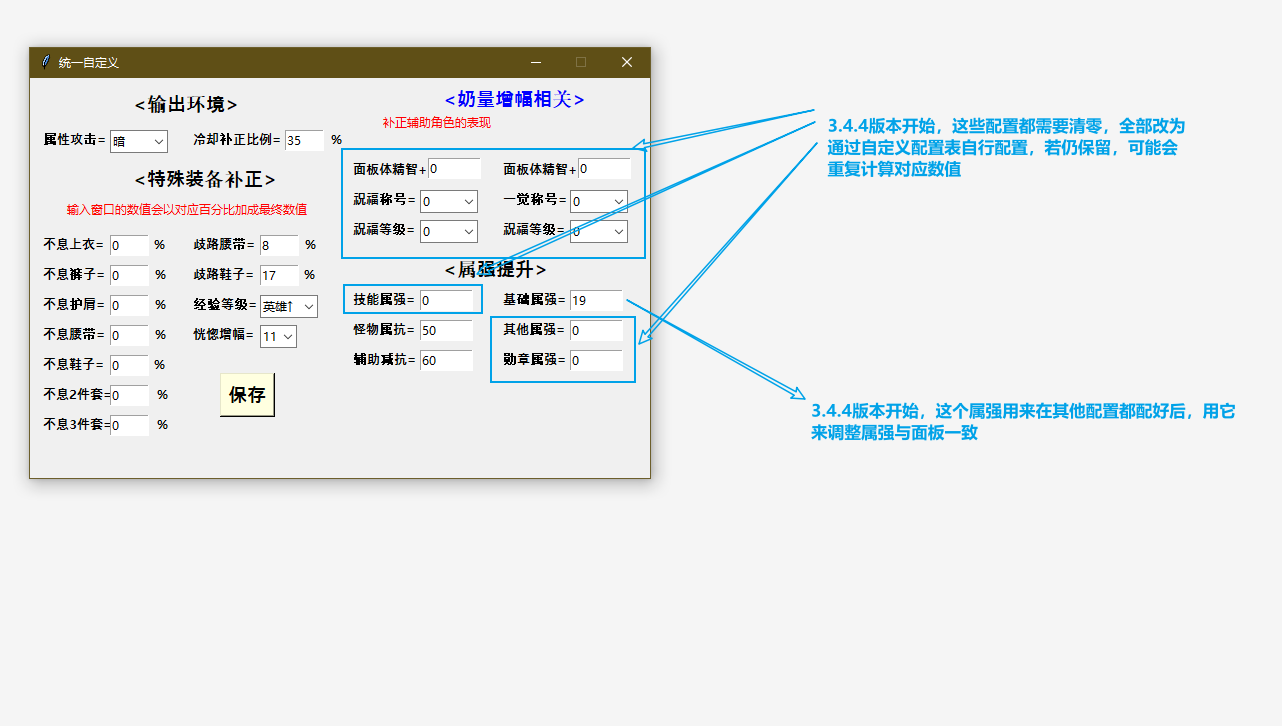 统一自定义
<输出环境>
属性攻击= 暗 冷却补正比例= 35 %
<特殊装备补正>
输入窗口的数值会以对应百分比加成最终数值
不息上衣= 0 % 歧路腰带= 8 %
不息裤子= 0 % 歧路鞋子= 17 %
不息护肩= 0 % 经验等级= 英雄↑
不息腰带= 0 % 恍惚增幅= 11
不息鞋子= 0 %
不息2件套= 0 %
不息3件套= 0 %
保存
<奶量增幅相关>
补正辅助角色的表现
面板体精智+ 0 面板体精智+ 0
祝福称号= 0 一觉称号= 0
祝福等级= 0 祝福等级= 0
<属强提升>
技能属强= 0 基础属强= 19
怪物属抗= 50 其他属强= 0
辅助减抗= 60 勋章属强= 0
3.4.4版本开始，这些配置都需要清零，全部改为
通过自定义配置表自行配置，若仍保留，可能会
重复计算对应数值
3.4.4版本开始，这个属强用来在其他配置都配好后，用它
来调整属强与面板一致